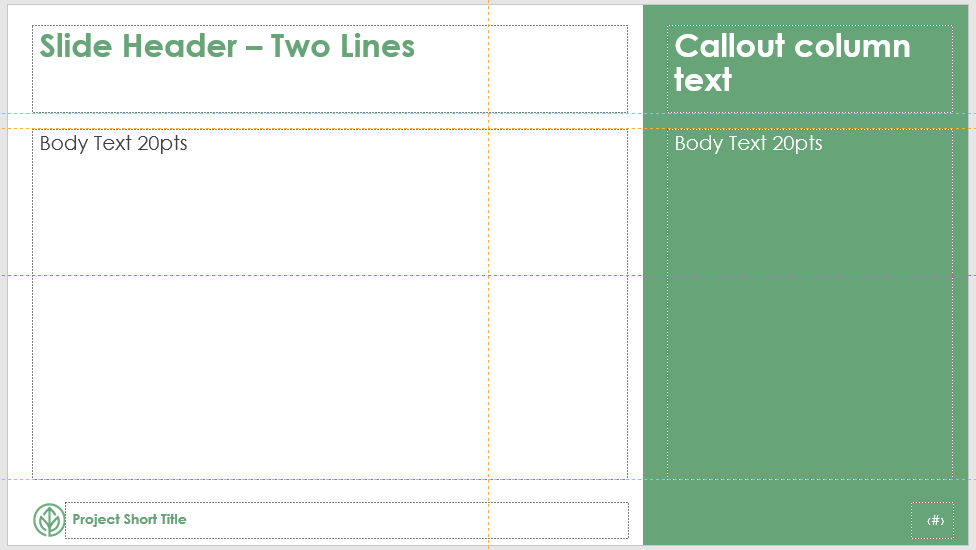 Slide Header – Two Lines
Callout column
text
Body Text 20pts
Body Text 20pts
Project Short Title
‹#›